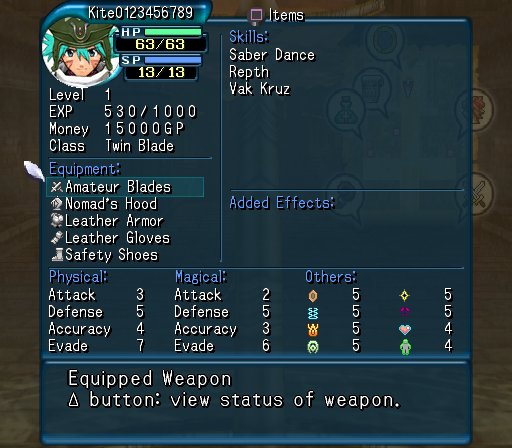 Kite0123456789
Items
HP
63/63
SP
13/13
Level 1
EXP 530/1000
Money 15000GP
Class Twin Blade
Skills:
Saber Dance
Repth
Vak Kruz
Equipment:
Amateur Blades
Nomad's Hood
Leather Armor
Leather Gloves
Safety Shoes
Added Effects:
Physical: Magical: Others:
Attack 3 Attack 2 5 5
Defense 5 Defense 5 5 5
Accuracy 4 Accuracy 3 5 4
Evade 7 Evade 6 5 4
Equipped Weapon
Δ button: view status of weapon.